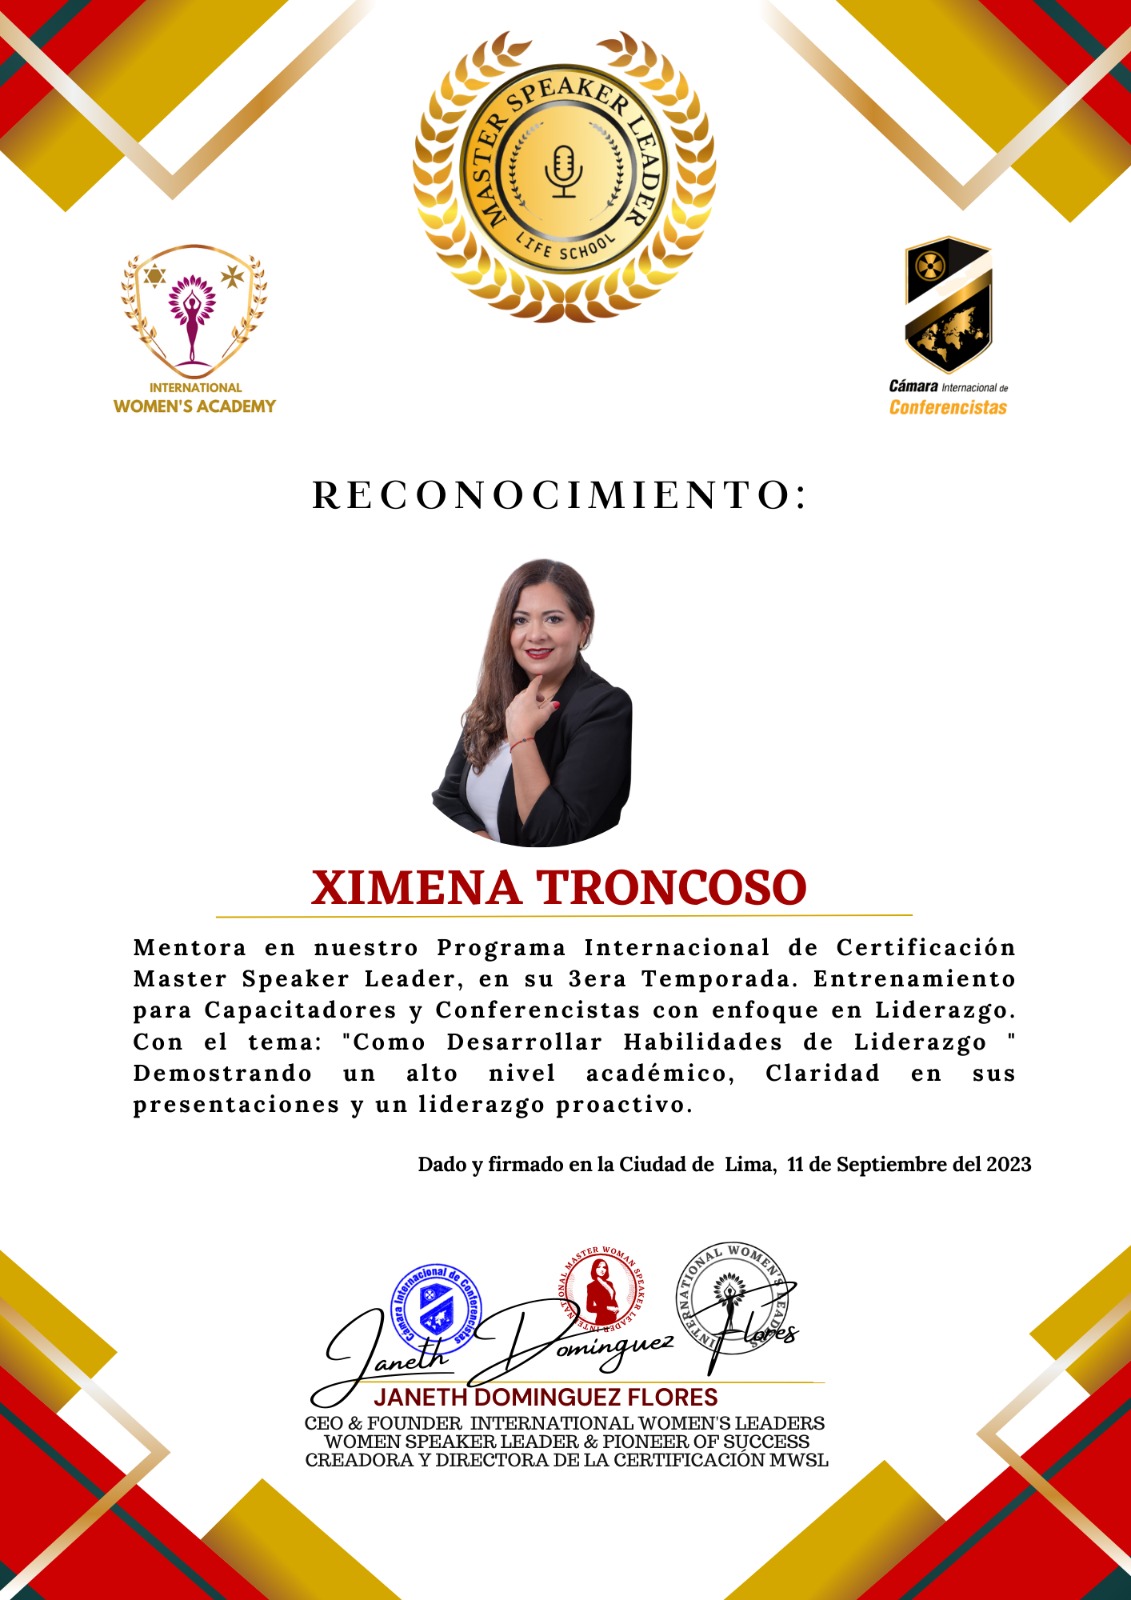 MASTER SPEAKER LEADER
LIFE SCHOOL
INTERNATIONAL
WOMEN'S ACADEMY
Cámara Internacional de
Conferencistas
RECONOCIMIENTO:
XIMENA TRONCOSO
Mentora en nuestro Programa Internacional de Certificación
Master Speaker Leader, en su 3era Temporada. Entrenamiento
para Capacitadores y Conferencistas con enfoque en Liderazgo.
Con el tema: "Como Desarrollar Habilidades de Liderazgo "
Demostrando un alto nivel académico, Claridad en sus
presentaciones y un liderazgo proactivo.
Dado y firmado en la Ciudad de Lima, 11 de Septiembre del 2023
Cámara Internacional de Conferencistas
INTERNATIONAL MASTER WOMAN SPEAKER LEADER
INTERNATIONAL WOMEN'S LEADERS
Janeth Dominguez Flores
JANETH DOMINGUEZ FLORES
CEO & FOUNDER INTERNATIONAL WOMEN'S LEADERS
WOMEN SPEAKER LEADER & PIONEER OF SUCCESS
CREADORA Y DIRECTORA DE LA CERTIFICACIÓN MWSL